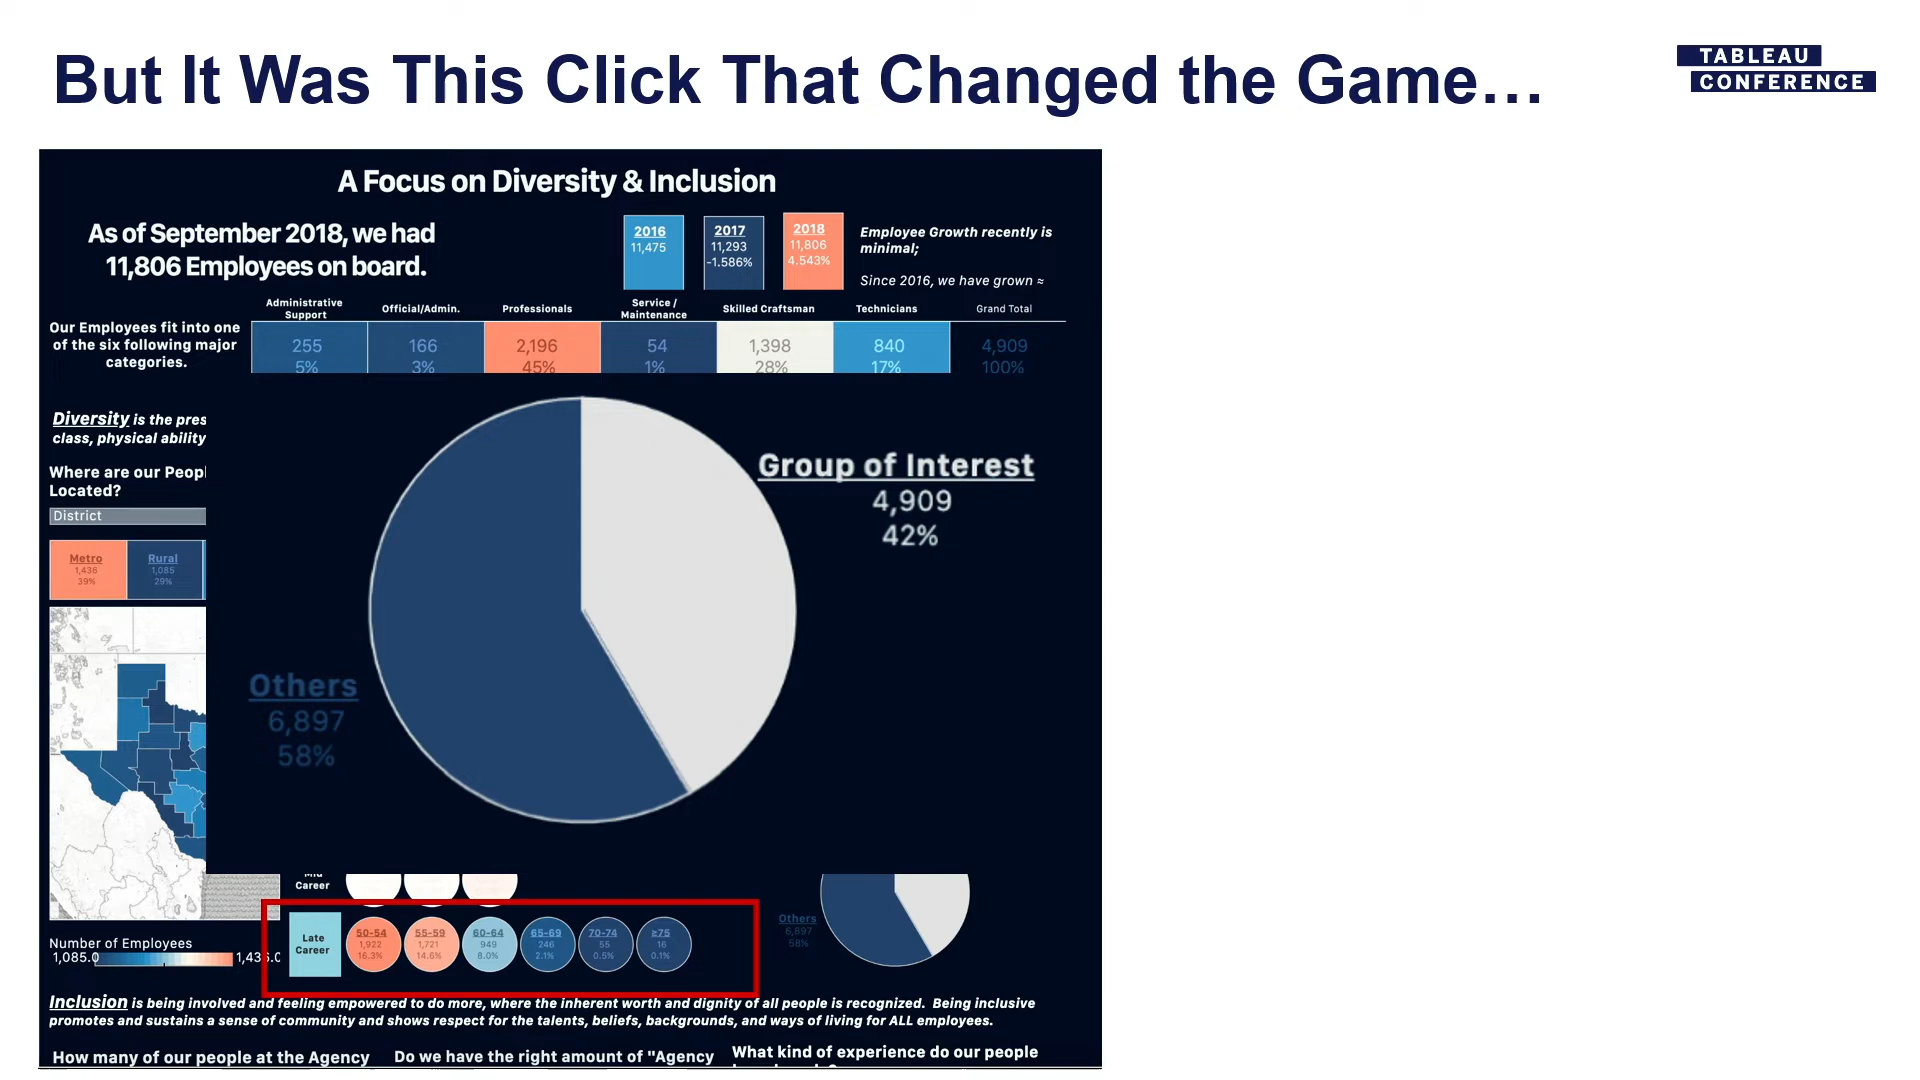 But It Was This Click That Changed the Game…
TABLEAU
CONFERENCE
A Focus on Diversity & Inclusion
As of September 2018, we had
11,806 Employees on board.
2016
11,475
2017
11,293
-1.586%
2018
11,806
4.543%
Employee Growth recently is
minimal;
Since 2016, we have grown ≈
Our Employees fit into one
of the six following major
categories.
Administrative
Support
Official/Admin.
Professionals
Service /
Maintenance
Skilled Craftsman
Technicians
Grand Total
255
166
2,196
54
1,398
840
4,909
5%
3%
45%
1%
28%
17%
100%
Diversity is the pres
class, physical ability
Where are our Peopl
Located?
District
Metro
1,436
39%
Rural
1,085
29%
Group of Interest
4,909
42%
Others
6,897
58%
Mid
Career
Late
Career
50-54
1,922
16.3%
55-59
1,721
14.6%
60-64
949
8.0%
65-69
246
2.1%
70-74
55
0.5%
≥75
16
0.1%
Others
6,897
58%
Number of Employees
1,085.0
Inclusion is being involved and feeling empowered to do more, where the inherent worth and dignity of all people is recognized. Being inclusive
promotes and sustains a sense of community and shows respect for the talents, beliefs, backgrounds, and ways of living for ALL employees.
How many of our people at the Agency
Do we have the right amount of "Agency
What kind of experience do our people